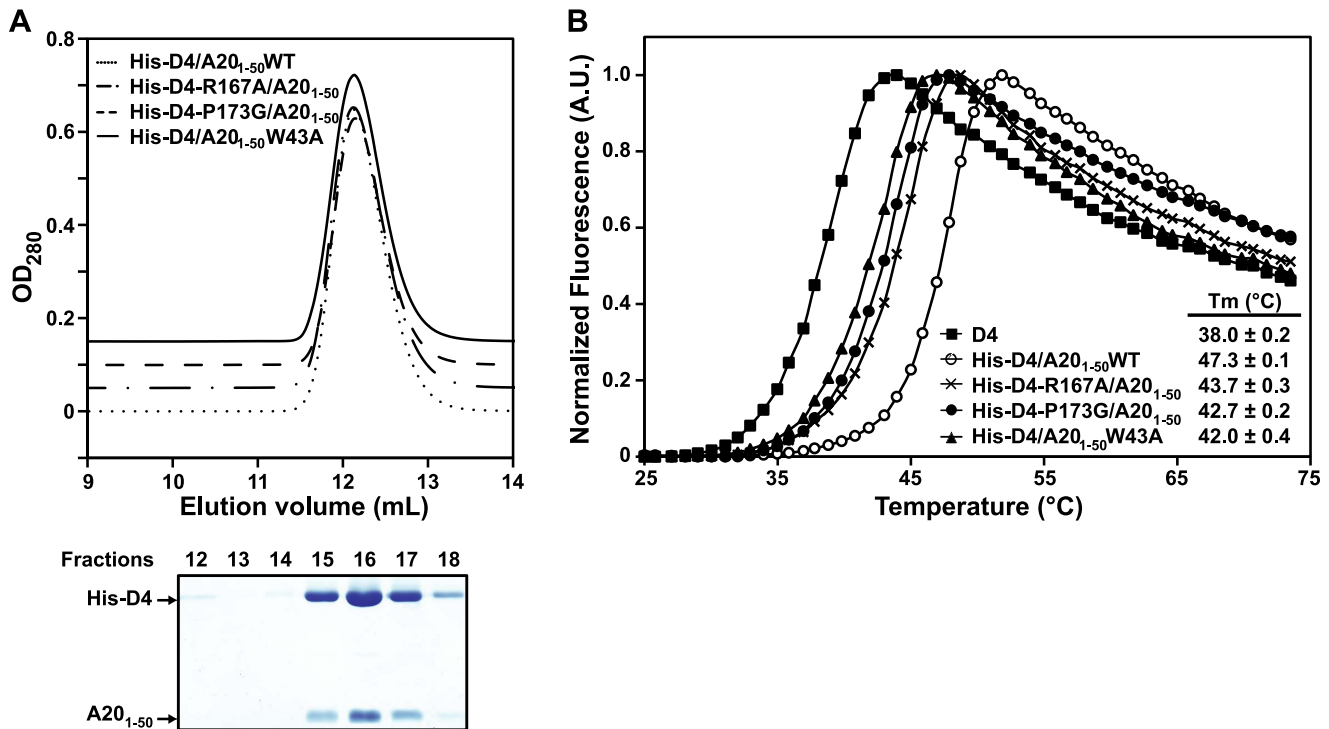 A
0.8
0.6
0.4
0.2
0
OD280
His-D4/A201-50WT
His-D4-R167A/A201-50
His-D4-P173G/A201-50
His-D4/A201-50W43A
9 10 11 12 13 14
Elution volume (mL)
Fractions 12 13 14 15 16 17 18
His-D4
A201-50
B
1.0
0.8
0.6
0.4
0.2
0
Normalized Fluorescence (A.U.)
Tm (°C)
D4 38.0 ± 0.2
His-D4/A201-50WT 47.3 ± 0.1
His-D4-R167A/A201-50 43.7 ± 0.3
His-D4-P173G/A201-50 42.7 ± 0.2
His-D4/A201-50W43A 42.0 ± 0.4
25 35 45 55 65 75
Temperature (°C)